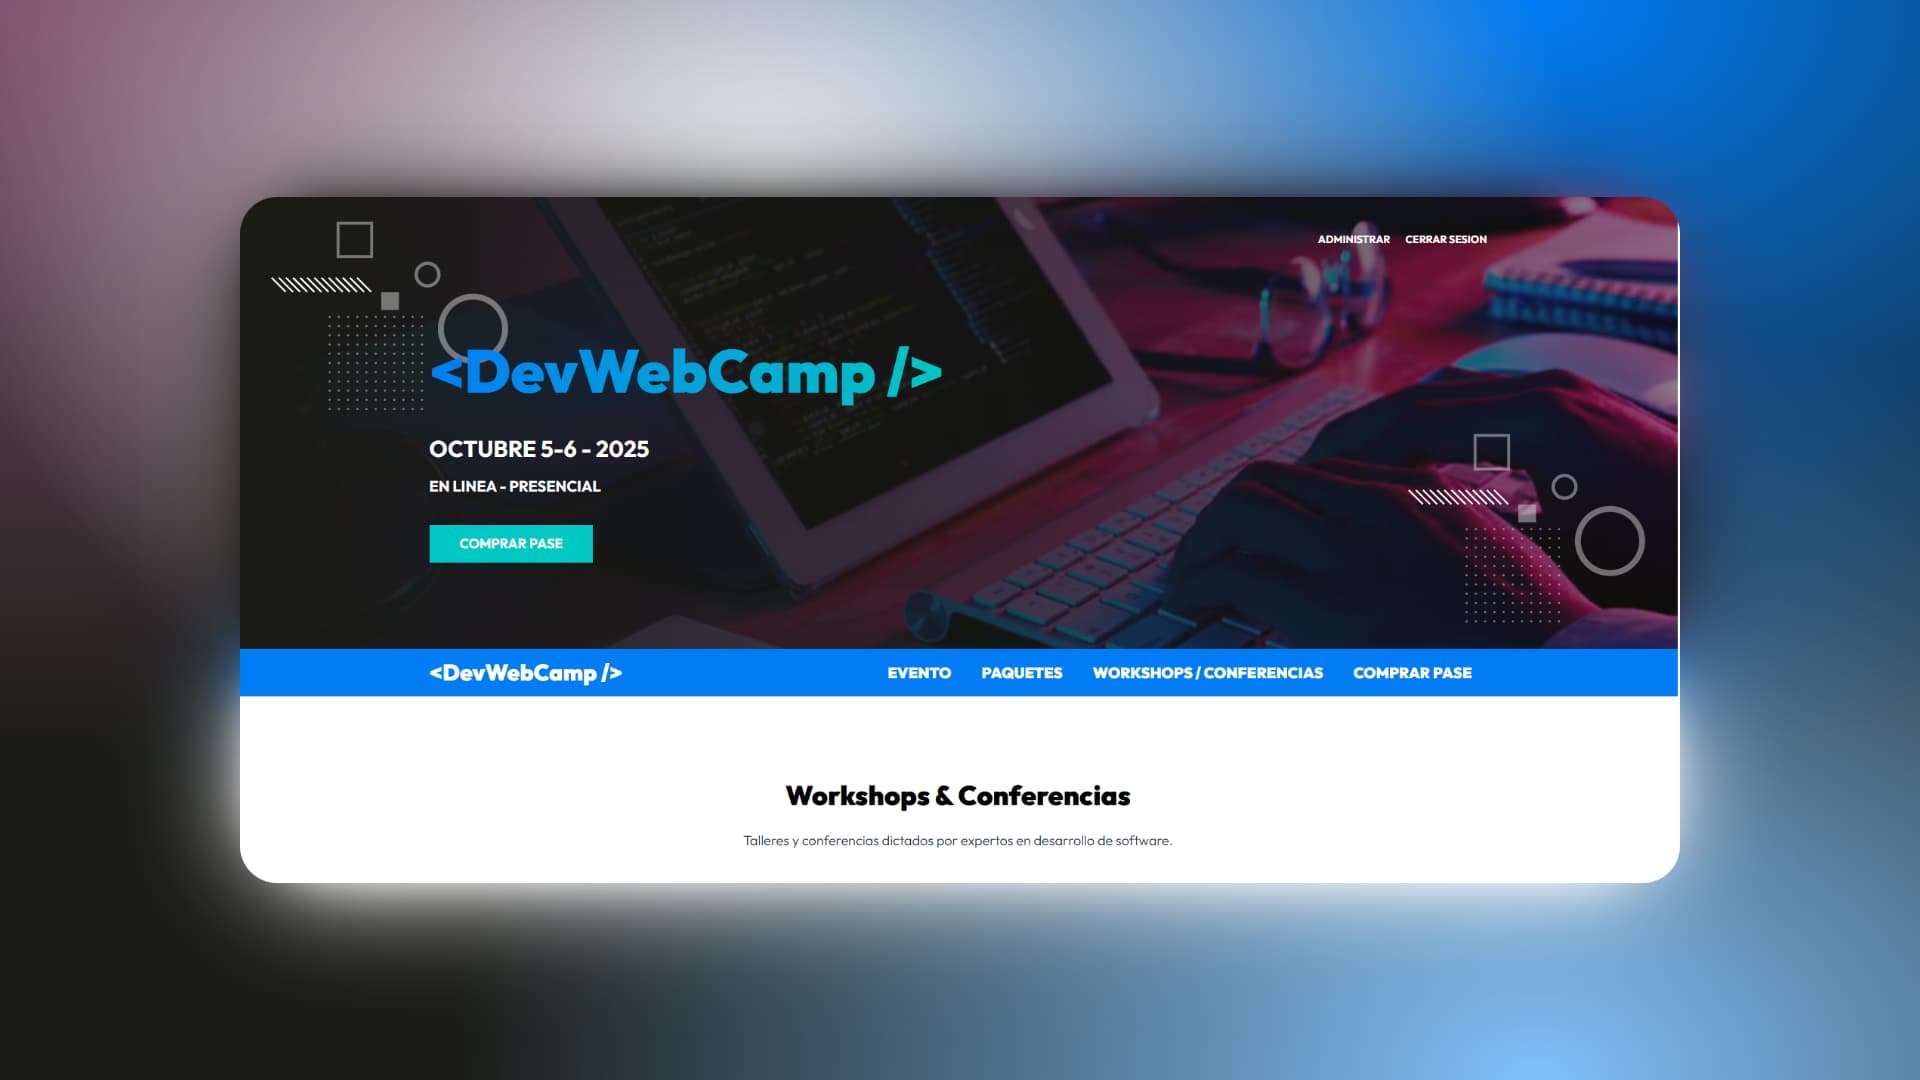 ADMINISTRAR CERRAR SESION
<DevWebCamp />
OCTUBRE 5-6 - 2025
EN LINEA - PRESENCIAL
COMPRAR PASE
<DevWebCamp /> EVENTO PAQUETES WORKSHOPS / CONFERENCIAS COMPRAR PASE
Workshops & Conferencias
Talleres y conferencias dictados por expertos en desarrollo de software.